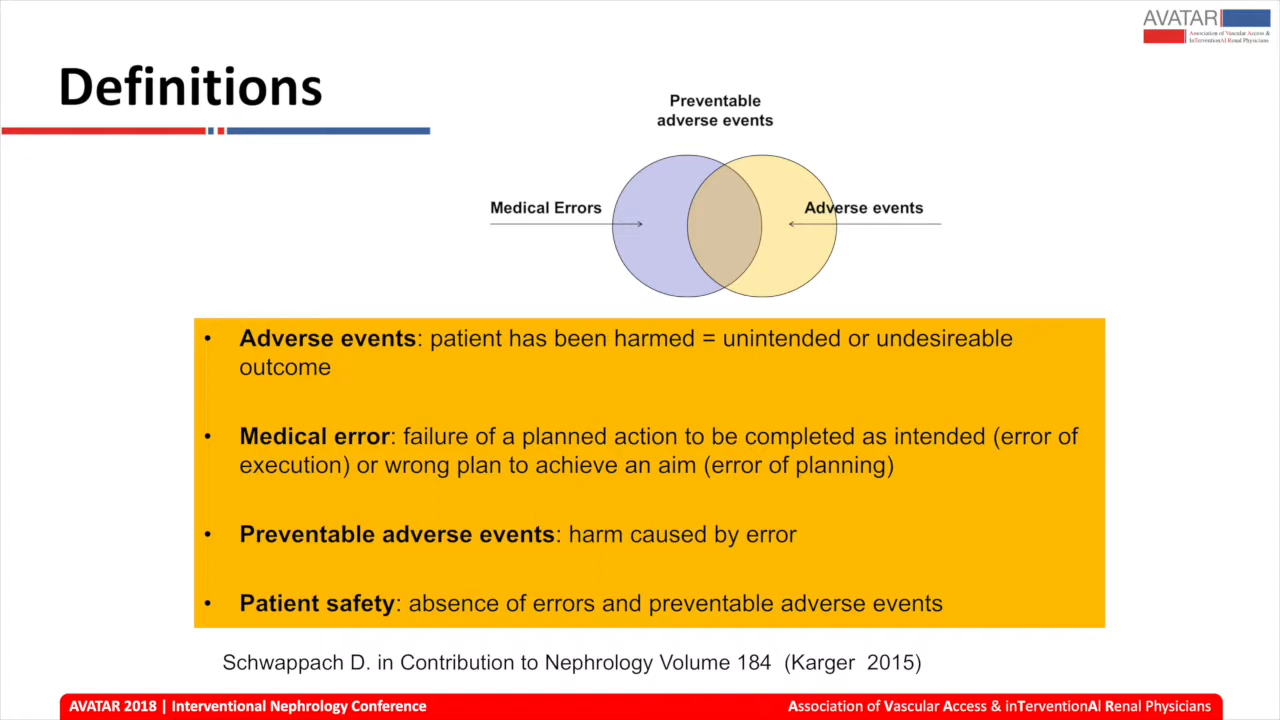 AVATAR
Association of Vascular Access &
InTerventionAl Renal Physicians
Definitions
Preventable
adverse events
Medical Errors
Adverse events
• Adverse events: patient has been harmed = unintended or undesireable
outcome
• Medical error: failure of a planned action to be completed as intended (error of
execution) or wrong plan to achieve an aim (error of planning)
• Preventable adverse events: harm caused by error
• Patient safety: absence of errors and preventable adverse events
Schwappach D. in Contribution to Nephrology Volume 184 (Karger 2015)
AVATAR 2018 | Interventional Nephrology Conference
Association of Vascular Access & inTerventionAl Renal Physicians